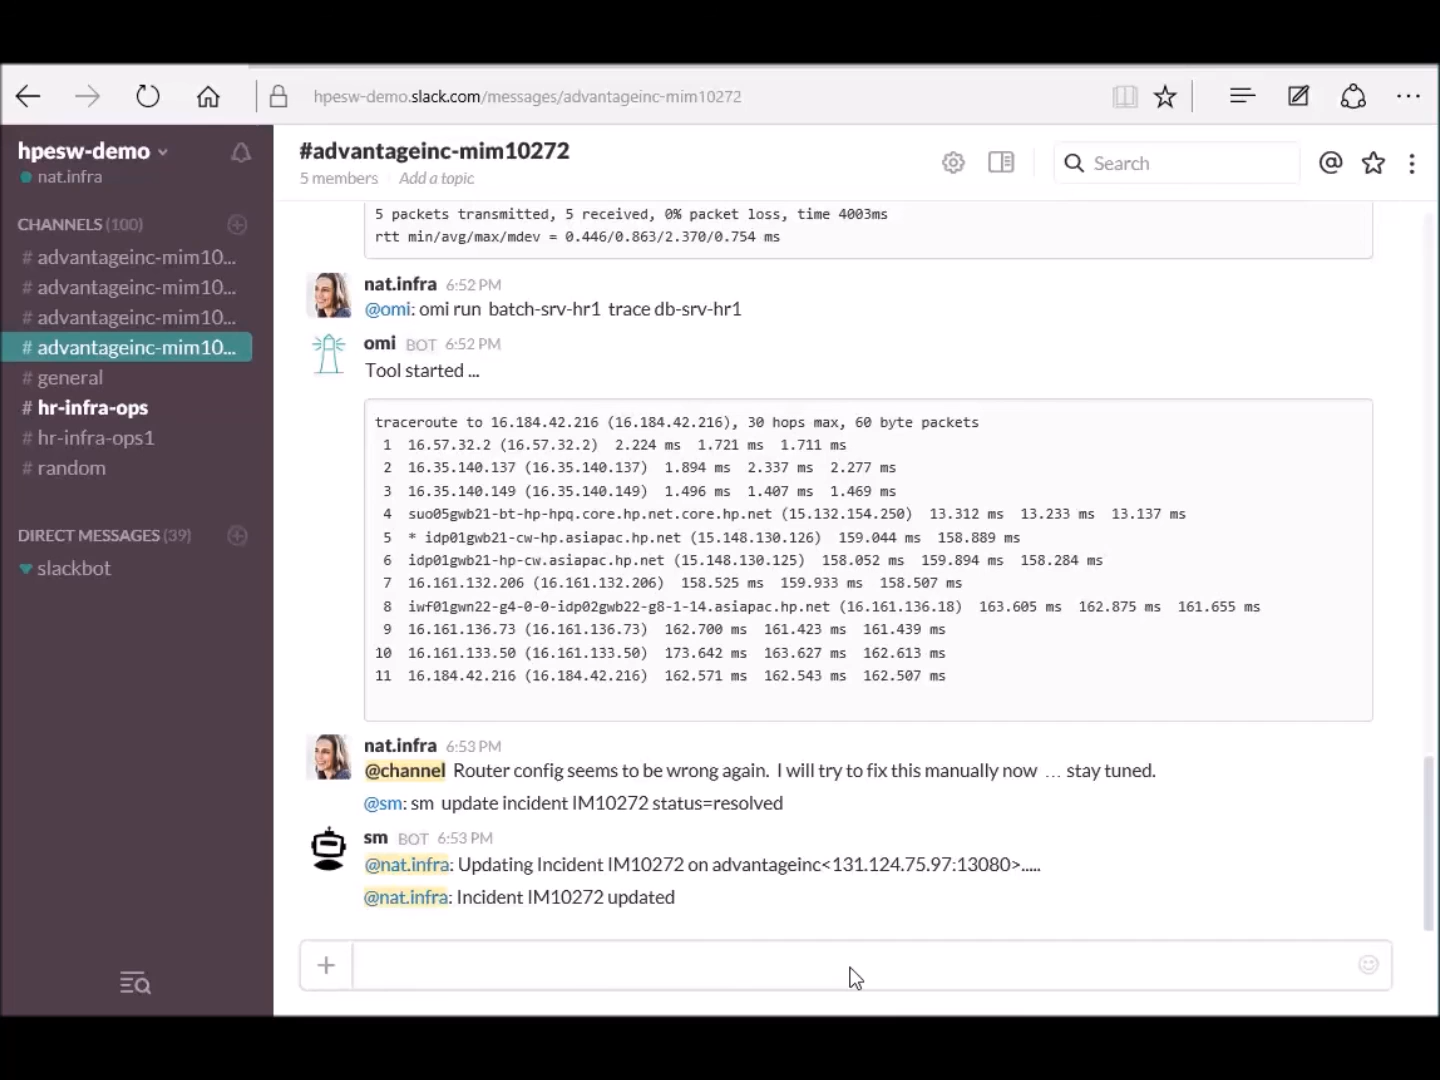 hpesw-demo.slack.com/messages/advantageinc-mim10272
hpesw-demo
nat.infra
CHANNELS (100)
# advantageinc-mim10...
# advantageinc-mim10...
# advantageinc-mim10...
# advantageinc-mim10...
# general
# hr-infra-ops
# hr-infra-ops1
# random
DIRECT MESSAGES (39)
slackbot
#advantageinc-mim10272
5 members Add a topic
Search
5 packets transmitted, 5 received, 0% packet loss, time 4003ms
rtt min/avg/max/mdev = 0.446/0.863/2.370/0.754 ms
nat.infra 6:52 PM
@omi: omi run batch-srv-hr1 trace db-srv-hr1
omi BOT 6:52 PM
Tool started ...
traceroute to 16.184.42.216 (16.184.42.216), 30 hops max, 60 byte packets
1 16.57.32.2 (16.57.32.2) 2.224 ms 1.721 ms 1.711 ms
2 16.35.140.137 (16.35.140.137) 1.894 ms 2.337 ms 2.277 ms
3 16.35.140.149 (16.35.140.149) 1.496 ms 1.407 ms 1.469 ms
4 suo05gwb21-bt-hp-hpq.core.hp.net.core.hp.net (15.132.154.250) 13.312 ms 13.233 ms 13.137 ms
5 * idp01gwb21-cw-hp.asiapac.hp.net (15.148.130.126) 159.044 ms 158.889 ms
6 idp01gwb21-hp-cw.asiapac.hp.net (15.148.130.125) 158.052 ms 159.894 ms 158.284 ms
7 16.161.132.206 (16.161.132.206) 158.525 ms 159.933 ms 158.507 ms
8 iwf01gwn22-g4-0-0-idp02gwb22-g8-1-14.asiapac.hp.net (16.161.136.18) 163.605 ms 162.875 ms 161.655 ms
9 16.161.136.73 (16.161.136.73) 162.700 ms 161.423 ms 161.439 ms
10 16.161.133.50 (16.161.133.50) 173.642 ms 163.627 ms 162.613 ms
11 16.184.42.216 (16.184.42.216) 162.571 ms 162.543 ms 162.507 ms
nat.infra 6:53 PM
@channel Router config seems to be wrong again. I will try to fix this manually now ... stay tuned.
@sm: sm update incident IM10272 status=resolved
sm BOT 6:53 PM
@nat.infra: Updating Incident IM10272 on advantageinc<131.124.75.97:13080>.....
@nat.infra: Incident IM10272 updated